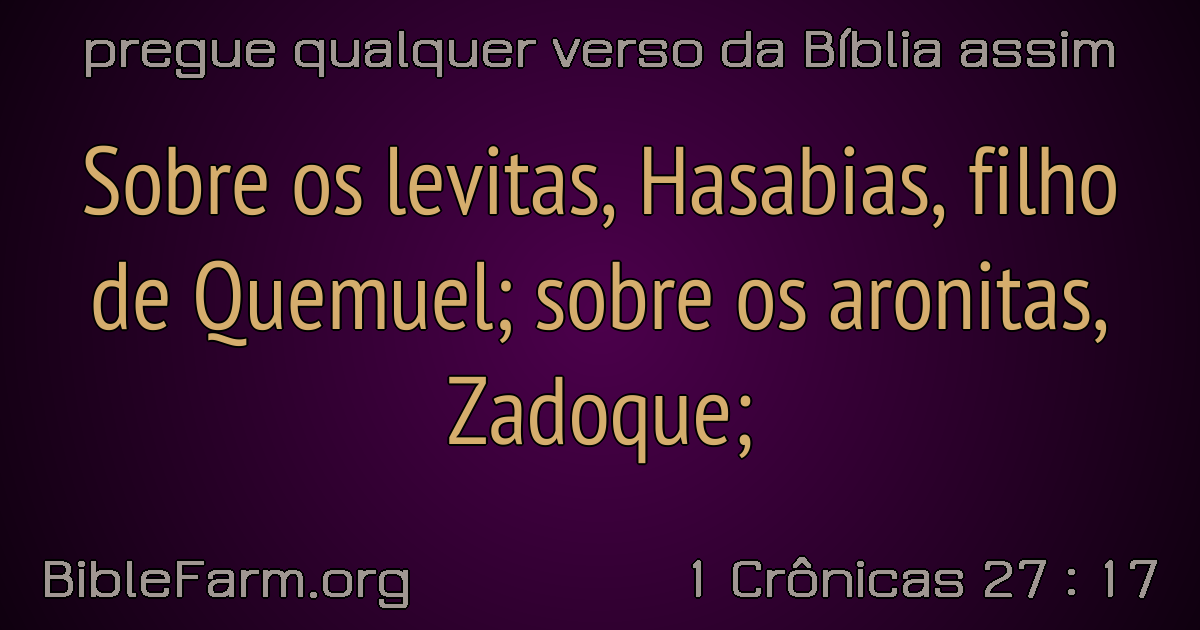 pregue qualquer verso da Bíblia assim
Sobre os levitas, Hasabias, filho
de Quemuel; sobre os aronitas,
Zadoque;
BibleFarm.org
1 Crônicas 27 : 17